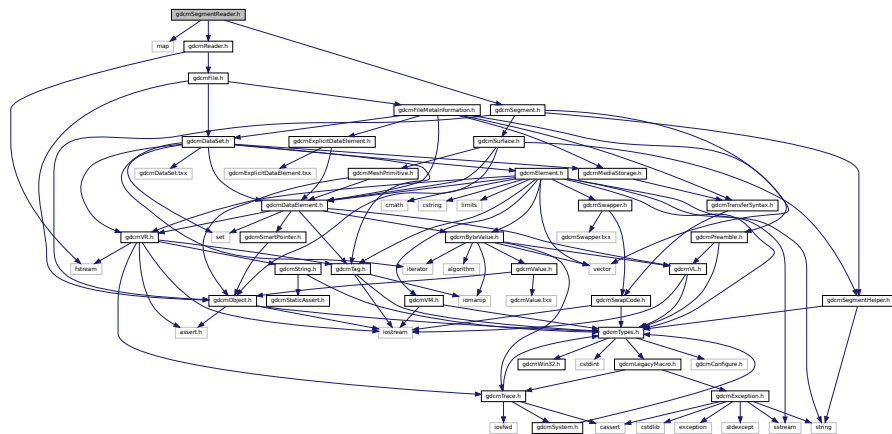 gdcmSegmentReader.h
map
gdcmReader.h
gdcmFile.h
gdcmFileMetaInformation.h
gdcmSegment.h
gdcmDataSet.h
gdcmExplicitDataElement.h
gdcmSurface.h
gdcmDataSet.txx
gdcmExplicitDataElement.txx
gdcmMeshPrimitive.h
gdcmElement.h
gdcmMediaStorage.h
gdcmDataElement.h
cmath
cstring
limits
gdcmSwapper.h
gdcmTransferSyntax.h
gdcmVR.h
set
gdcmSmartPointer.h
gdcmByteValue.h
gdcmSwapper.txx
gdcmPreamble.h
fstream
gdcmString.h
gdcmTag.h
iterator
algorithm
gdcmValue.h
vector
gdcmVL.h
gdcmObject.h
gdcmStaticAssert.h
gdcmVM.h
iomanip
gdcmValue.txx
gdcmSwapCode.h
gdcmSegmentHelper.h
assert.h
iostream
gdcmTypes.h
gdcmWin32.h
cstdint
gdcmLegacyMacro.h
gdcmConfigure.h
gdcmTrace.h
gdcmException.h
iosfwd
gdcmSystem.h
cassert
cstdlib
exception
stdexcept
sstream
string